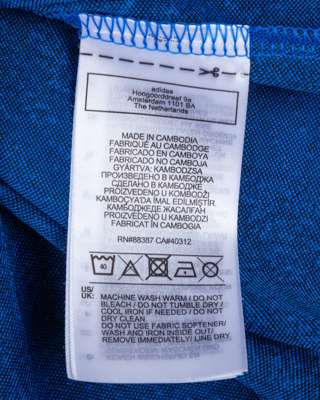 adidas
Hoogoorddreef 9a
Amsterdam 1101 BA
The Netherlands
MADE IN CAMBODIA
FABRIQUÉ AU CAMBODGE
FABRICADO EN CAMBOYA
FABRICADO NO CAMBOJA
GYÁRTVA: KAMBODZSA
ПРОИЗВЕДЕНО В КАМБОДЖА
СДЕЛАНО В КАМБОДЖЕ
PROIZVEDENO U KOMBODŽI
KAMBOÇYA'DA İMAL EDİLMİŞTİR
КАМБОДЖЕДЕ ЖАСАЛҒАН
PROIZVEDENO U KAMBODŽI
FABRICAT ÎN CAMBOGIA
RN#88387 CA#40312
40
US/
UK: MACHINE WASH WARM / DO NOT
BLEACH / DO NOT TUMBLE DRY /
COOL IRON IF NEEDED / DO NOT
DRY CLEAN
DO NOT USE FABRIC SOFTENER/
WASH AND IRON INSIDE OUT/
REMOVE IMMEDIATELY/ LINE DRY